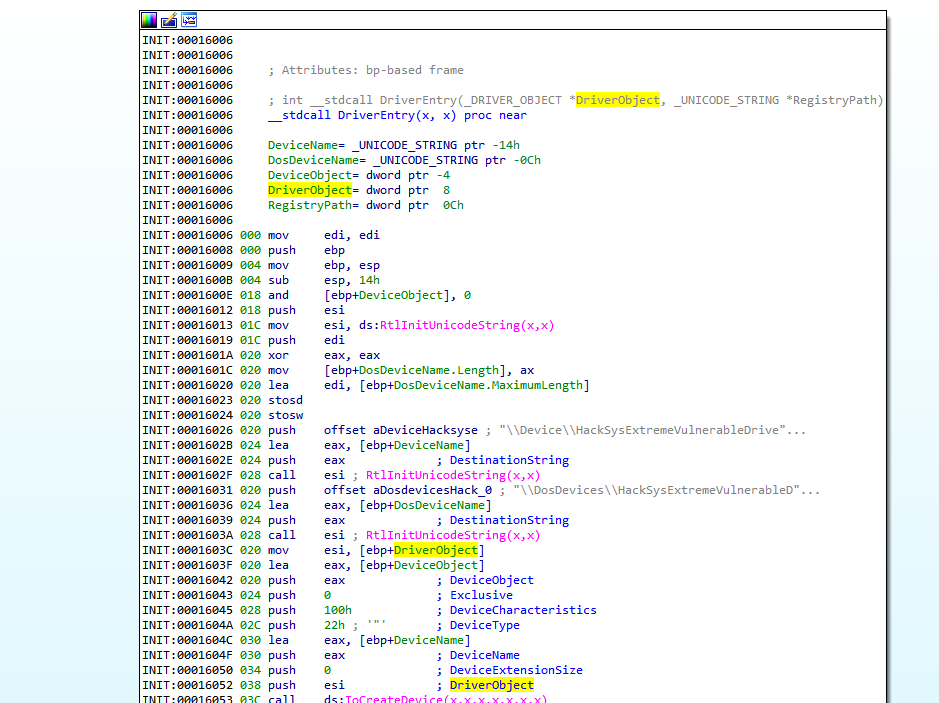 INIT:00016006
INIT:00016006
INIT:00016006 ; Attributes: bp-based frame
INIT:00016006
INIT:00016006 ; int __stdcall DriverEntry(_DRIVER_OBJECT *DriverObject, _UNICODE_STRING *RegistryPath)
INIT:00016006 __stdcall DriverEntry(x, x) proc near
INIT:00016006
INIT:00016006 DeviceName= _UNICODE_STRING ptr -14h
INIT:00016006 DosDeviceName= _UNICODE_STRING ptr -0Ch
INIT:00016006 DeviceObject= dword ptr -4
INIT:00016006 DriverObject= dword ptr  8
INIT:00016006 RegistryPath= dword ptr  0Ch
INIT:00016006
INIT:00016006 000 mov     edi, edi
INIT:00016008 000 push    ebp
INIT:00016009 004 mov     ebp, esp
INIT:0001600B 004 sub     esp, 14h
INIT:0001600E 018 and     [ebp+DeviceObject], 0
INIT:00016012 018 push    esi
INIT:00016013 01C mov     esi, ds:RtlInitUnicodeString(x,x)
INIT:00016019 01C push    edi
INIT:0001601A 020 xor     eax, eax
INIT:0001601C 020 mov     [ebp+DosDeviceName.Length], ax
INIT:00016020 020 lea     edi, [ebp+DosDeviceName.MaximumLength]
INIT:00016023 020 stosd
INIT:00016024 020 stosw
INIT:00016026 020 push    offset aDeviceHacksyse ; "\\Device\\HackSysExtremeVulnerableDrive"...
INIT:0001602B 024 lea     eax, [ebp+DeviceName]
INIT:0001602E 024 push    eax             ; DestinationString
INIT:0001602F 028 call    esi ; RtlInitUnicodeString(x,x)
INIT:00016031 020 push    offset aDosdevicesHack_0 ; "\\DosDevices\\HackSysExtremeVulnerableD"...
INIT:00016036 024 lea     eax, [ebp+DosDeviceName]
INIT:00016039 024 push    eax             ; DestinationString
INIT:0001603A 028 call    esi ; RtlInitUnicodeString(x,x)
INIT:0001603C 020 mov     esi, [ebp+DriverObject]
INIT:0001603F 020 lea     eax, [ebp+DeviceObject]
INIT:00016042 020 push    eax             ; DeviceObject
INIT:00016043 024 push    0               ; Exclusive
INIT:00016045 028 push    100h            ; DeviceCharacteristics
INIT:0001604A 02C push    22h ; '"'       ; DeviceType
INIT:0001604C 030 lea     eax, [ebp+DeviceName]
INIT:0001604F 030 push    eax             ; DeviceName
INIT:00016050 034 push    0               ; DeviceExtensionSize
INIT:00016052 038 push    esi             ; DriverObject
INIT:00016053 03C call    ds:IoCreateDevice(x,x,x,x,x,x,x)